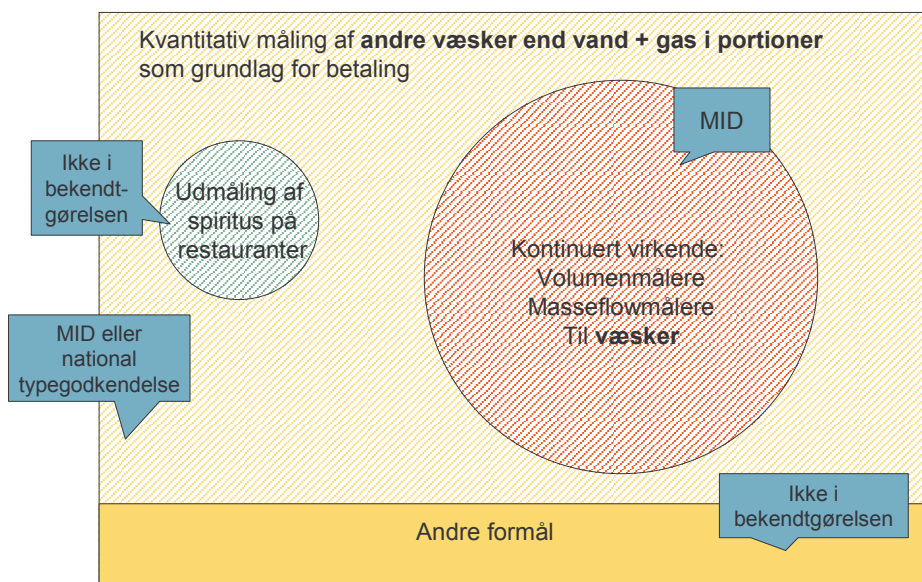 Kvantitativ måling af andre væsker end vand + gas i portioner
som grundlag for betaling
MID
Ikke i
bekendt-
gørelsen
Udmåling af
spiritus på
restauranter
Kontinuert virkende:
Volumenmålere
Masseflowmålere
Til væsker
MID eller
national
typegodkendelse
Ikke i
bekendtgørelsen
Andre formål